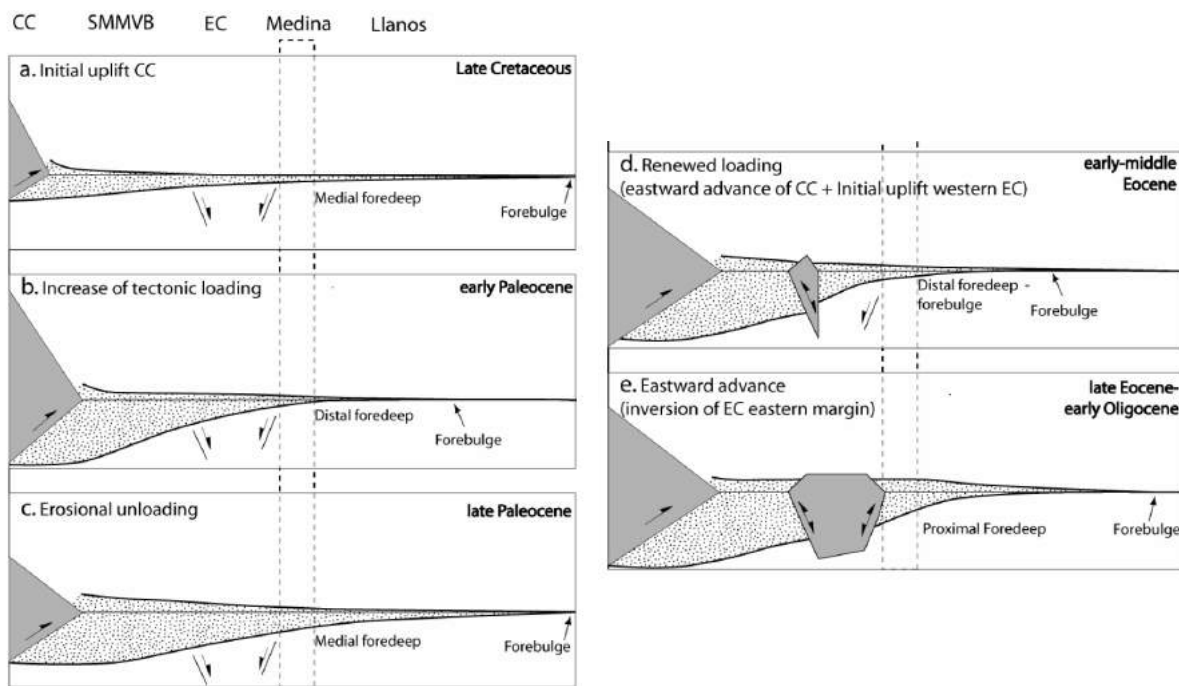 CC SMMVB EC Medina Llanos
a. Initial uplift CC
Late Cretaceous
Medial foredeep
Forebulge
b. Increase of tectonic loading
early Paleocene
Distal foredeep
Forebulge
c. Erosional unloading
late Paleocene
Medial foredeep
Forebulge
d. Renewed loading
(eastward advance of CC + Initial uplift western EC)
early-middle
Eocene
Distal foredeep -
forebulge
Forebulge
e. Eastward advance
(inversion of EC eastern margin)
late Eocene-
early Oligocene
Proximal Foredeep
Forebulge